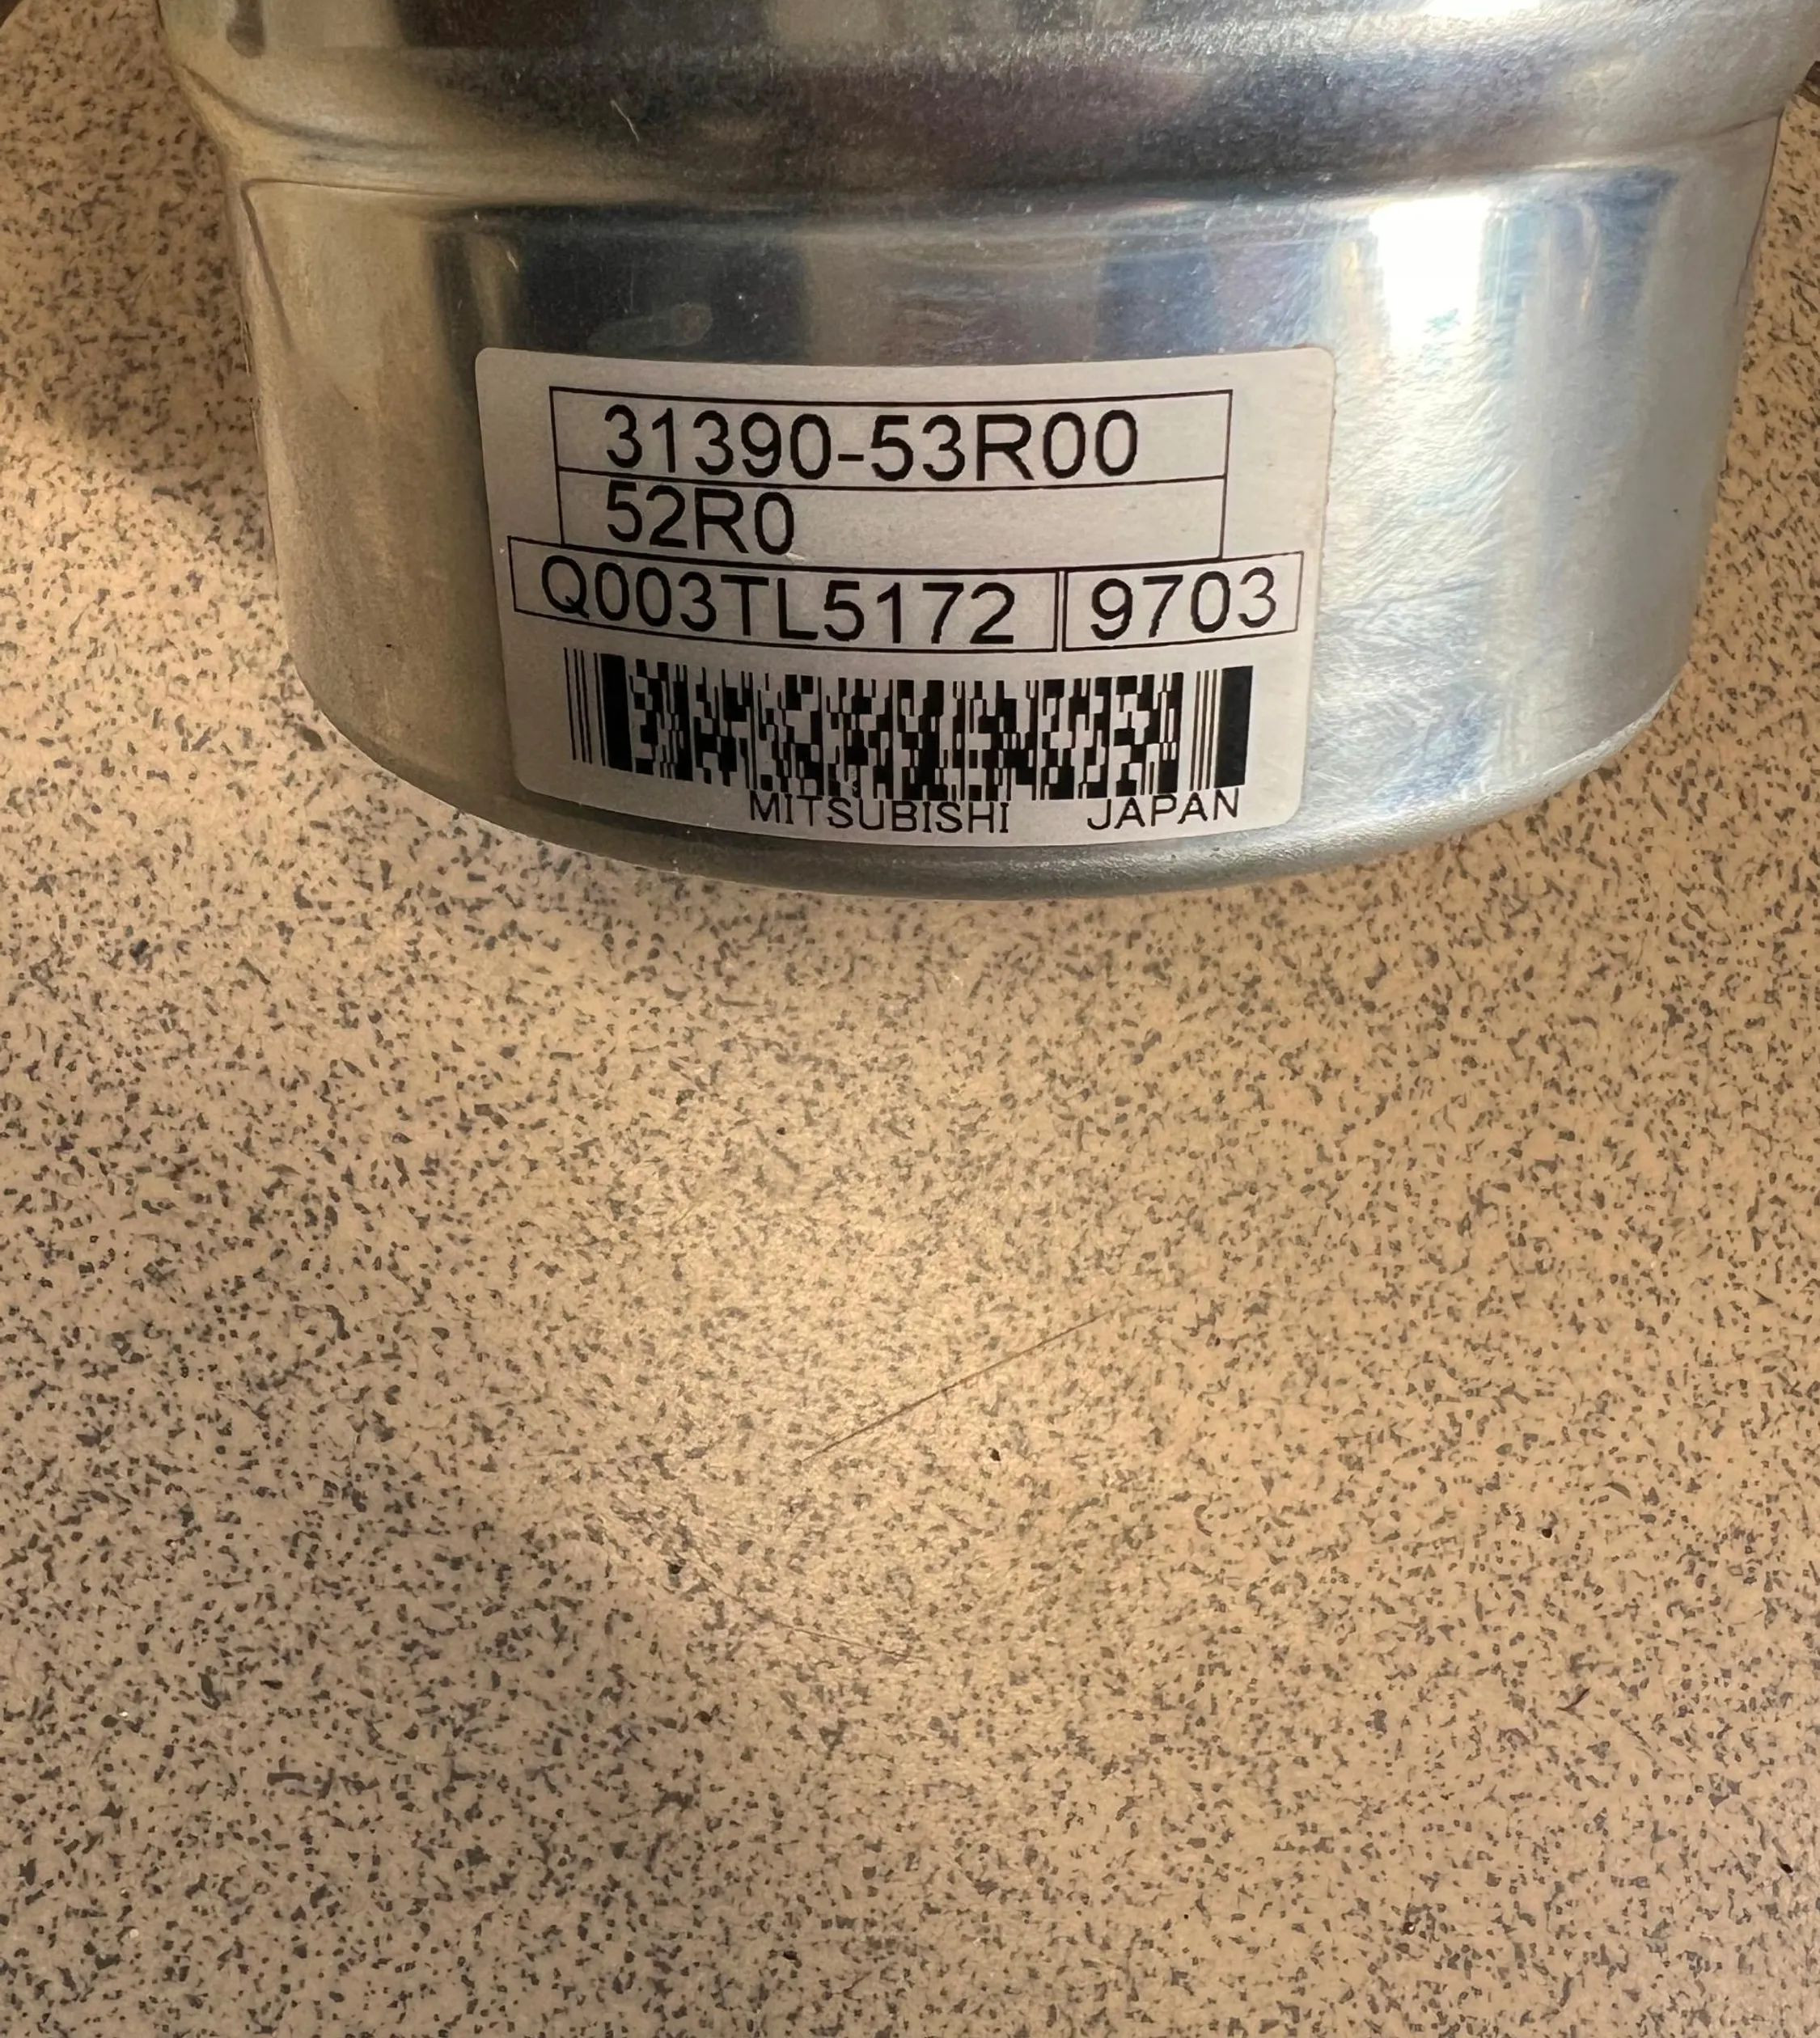 31390-53R00
52R0
Q003TL5172 9703
MITSUBISHI JAPAN